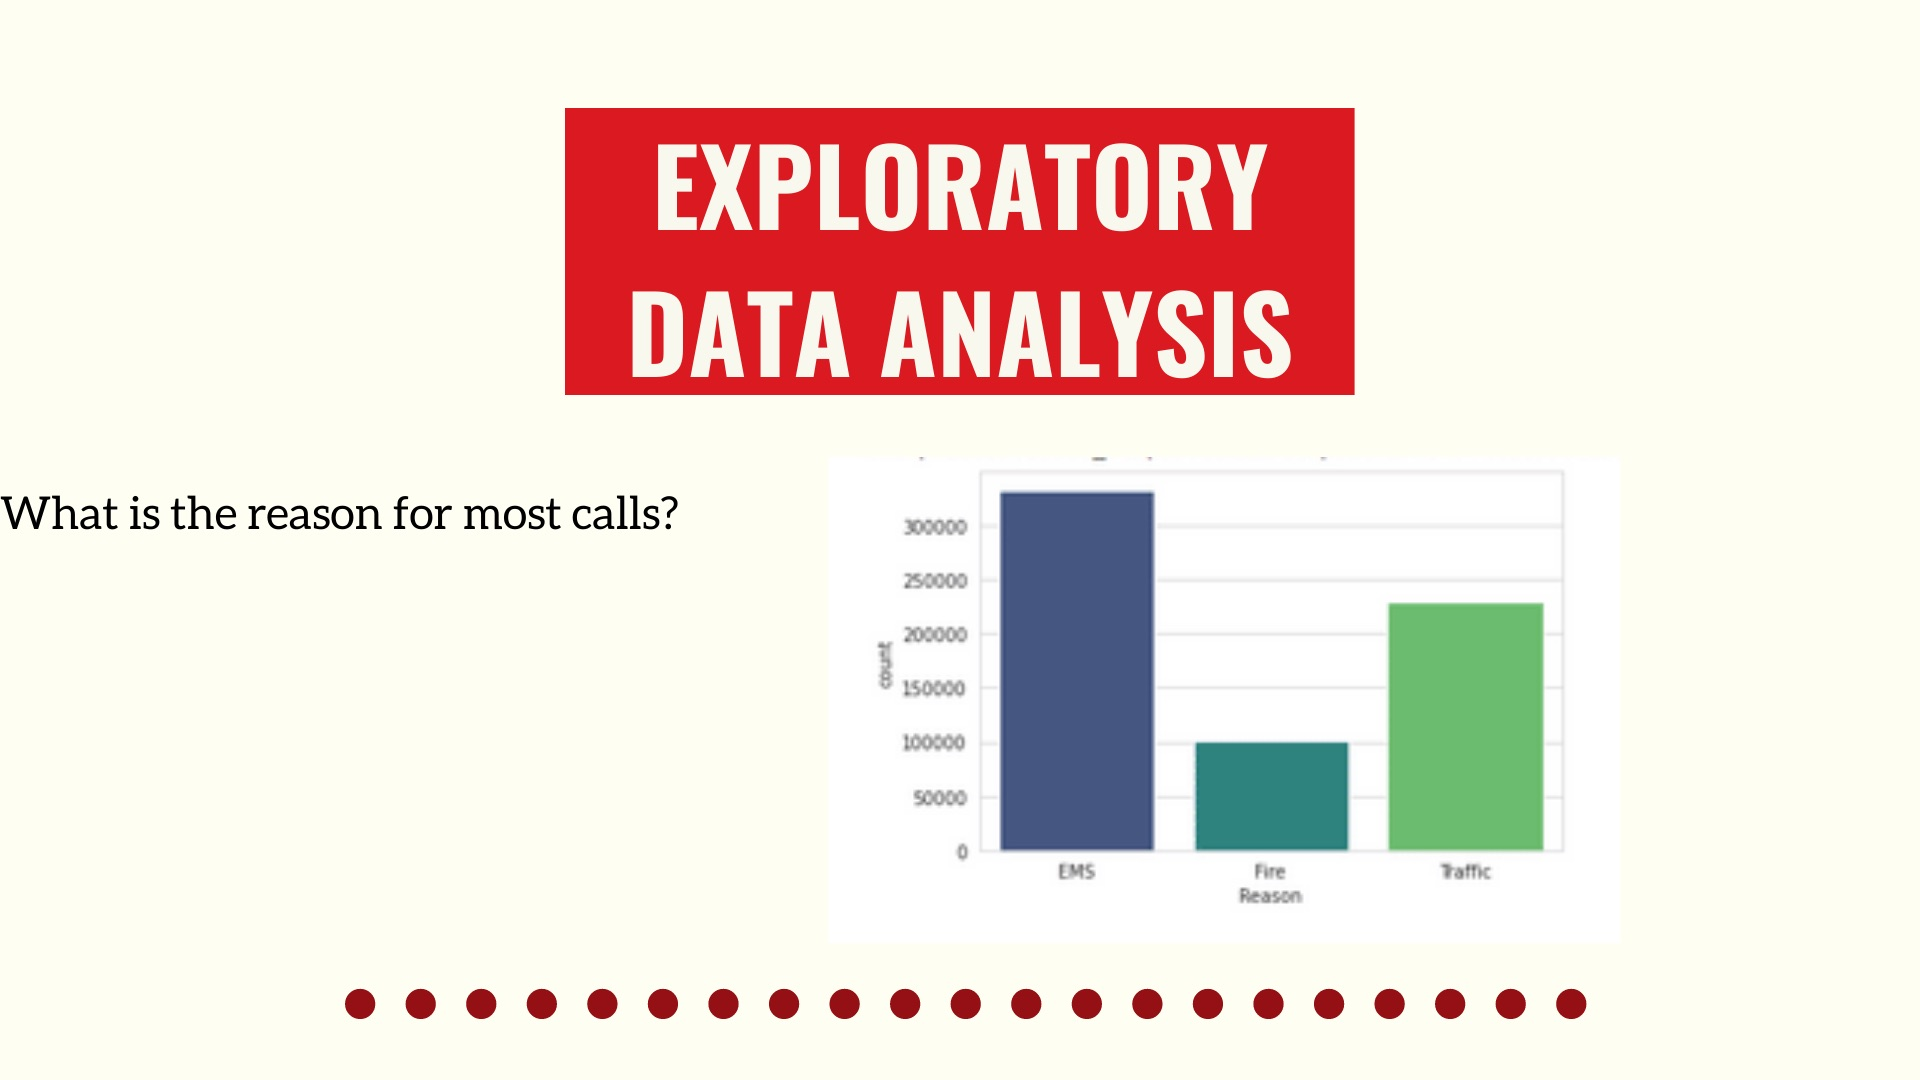 EXPLORATORY
DATA ANALYSIS
What is the reason for most calls?
300000
250000
200000
150000
100000
50000
0
count
EMS
Fire
Traffic
Reason